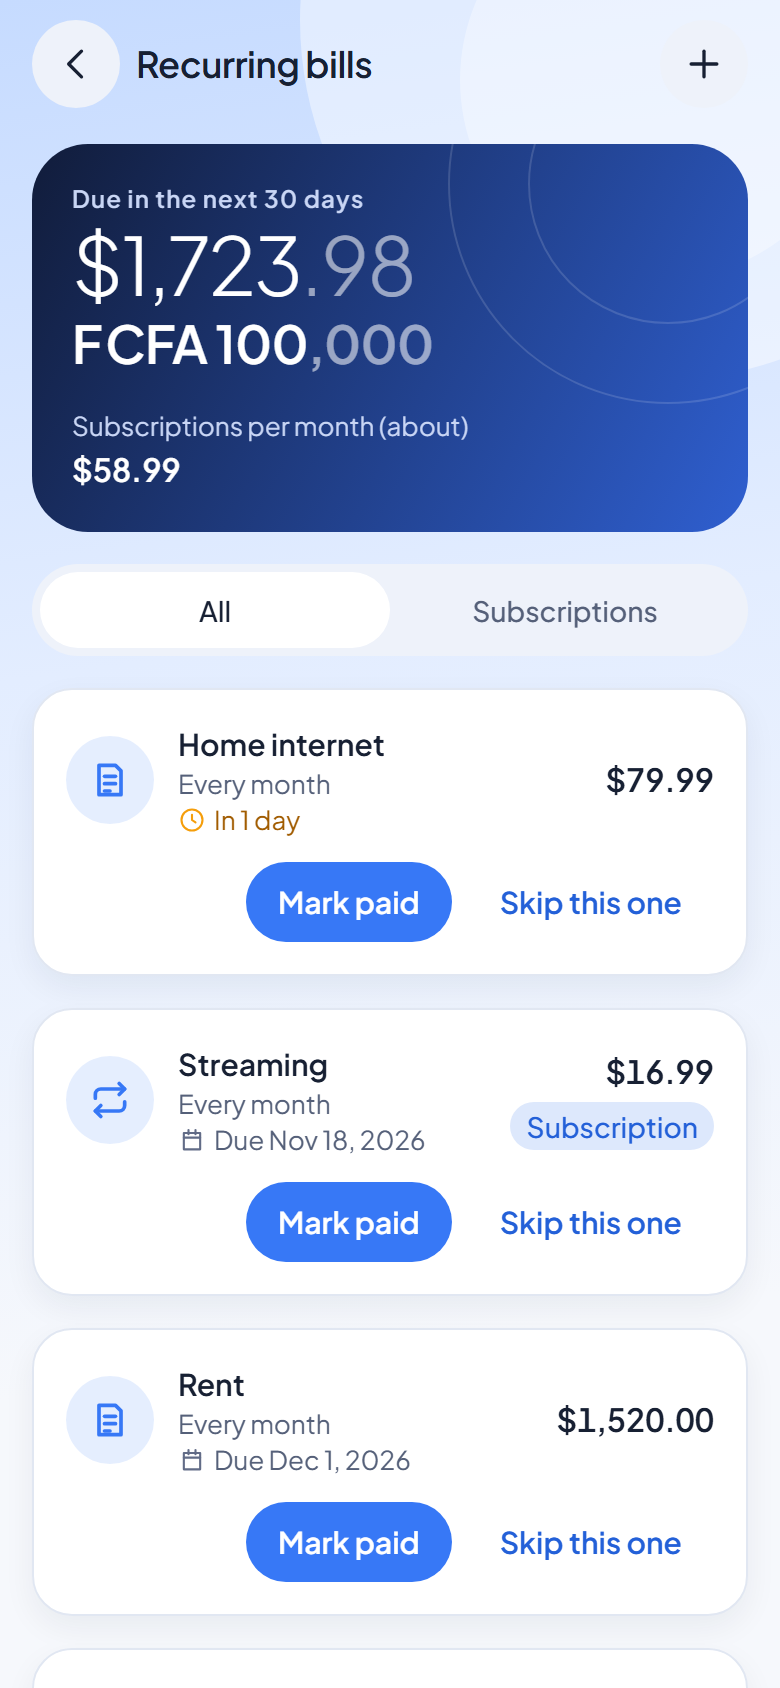 Recurring bills
Due in the next 30 days
$1,723.98
FCFA 100,000
Subscriptions per month (about)
$58.99
All
Subscriptions
Home internet
Every month
In 1 day
$79.99
Mark paid
Skip this one
Streaming
Every month
Due Nov 18, 2026
$16.99
Subscription
Mark paid
Skip this one
Rent
Every month
Due Dec 1, 2026
$1,520.00
Mark paid
Skip this one